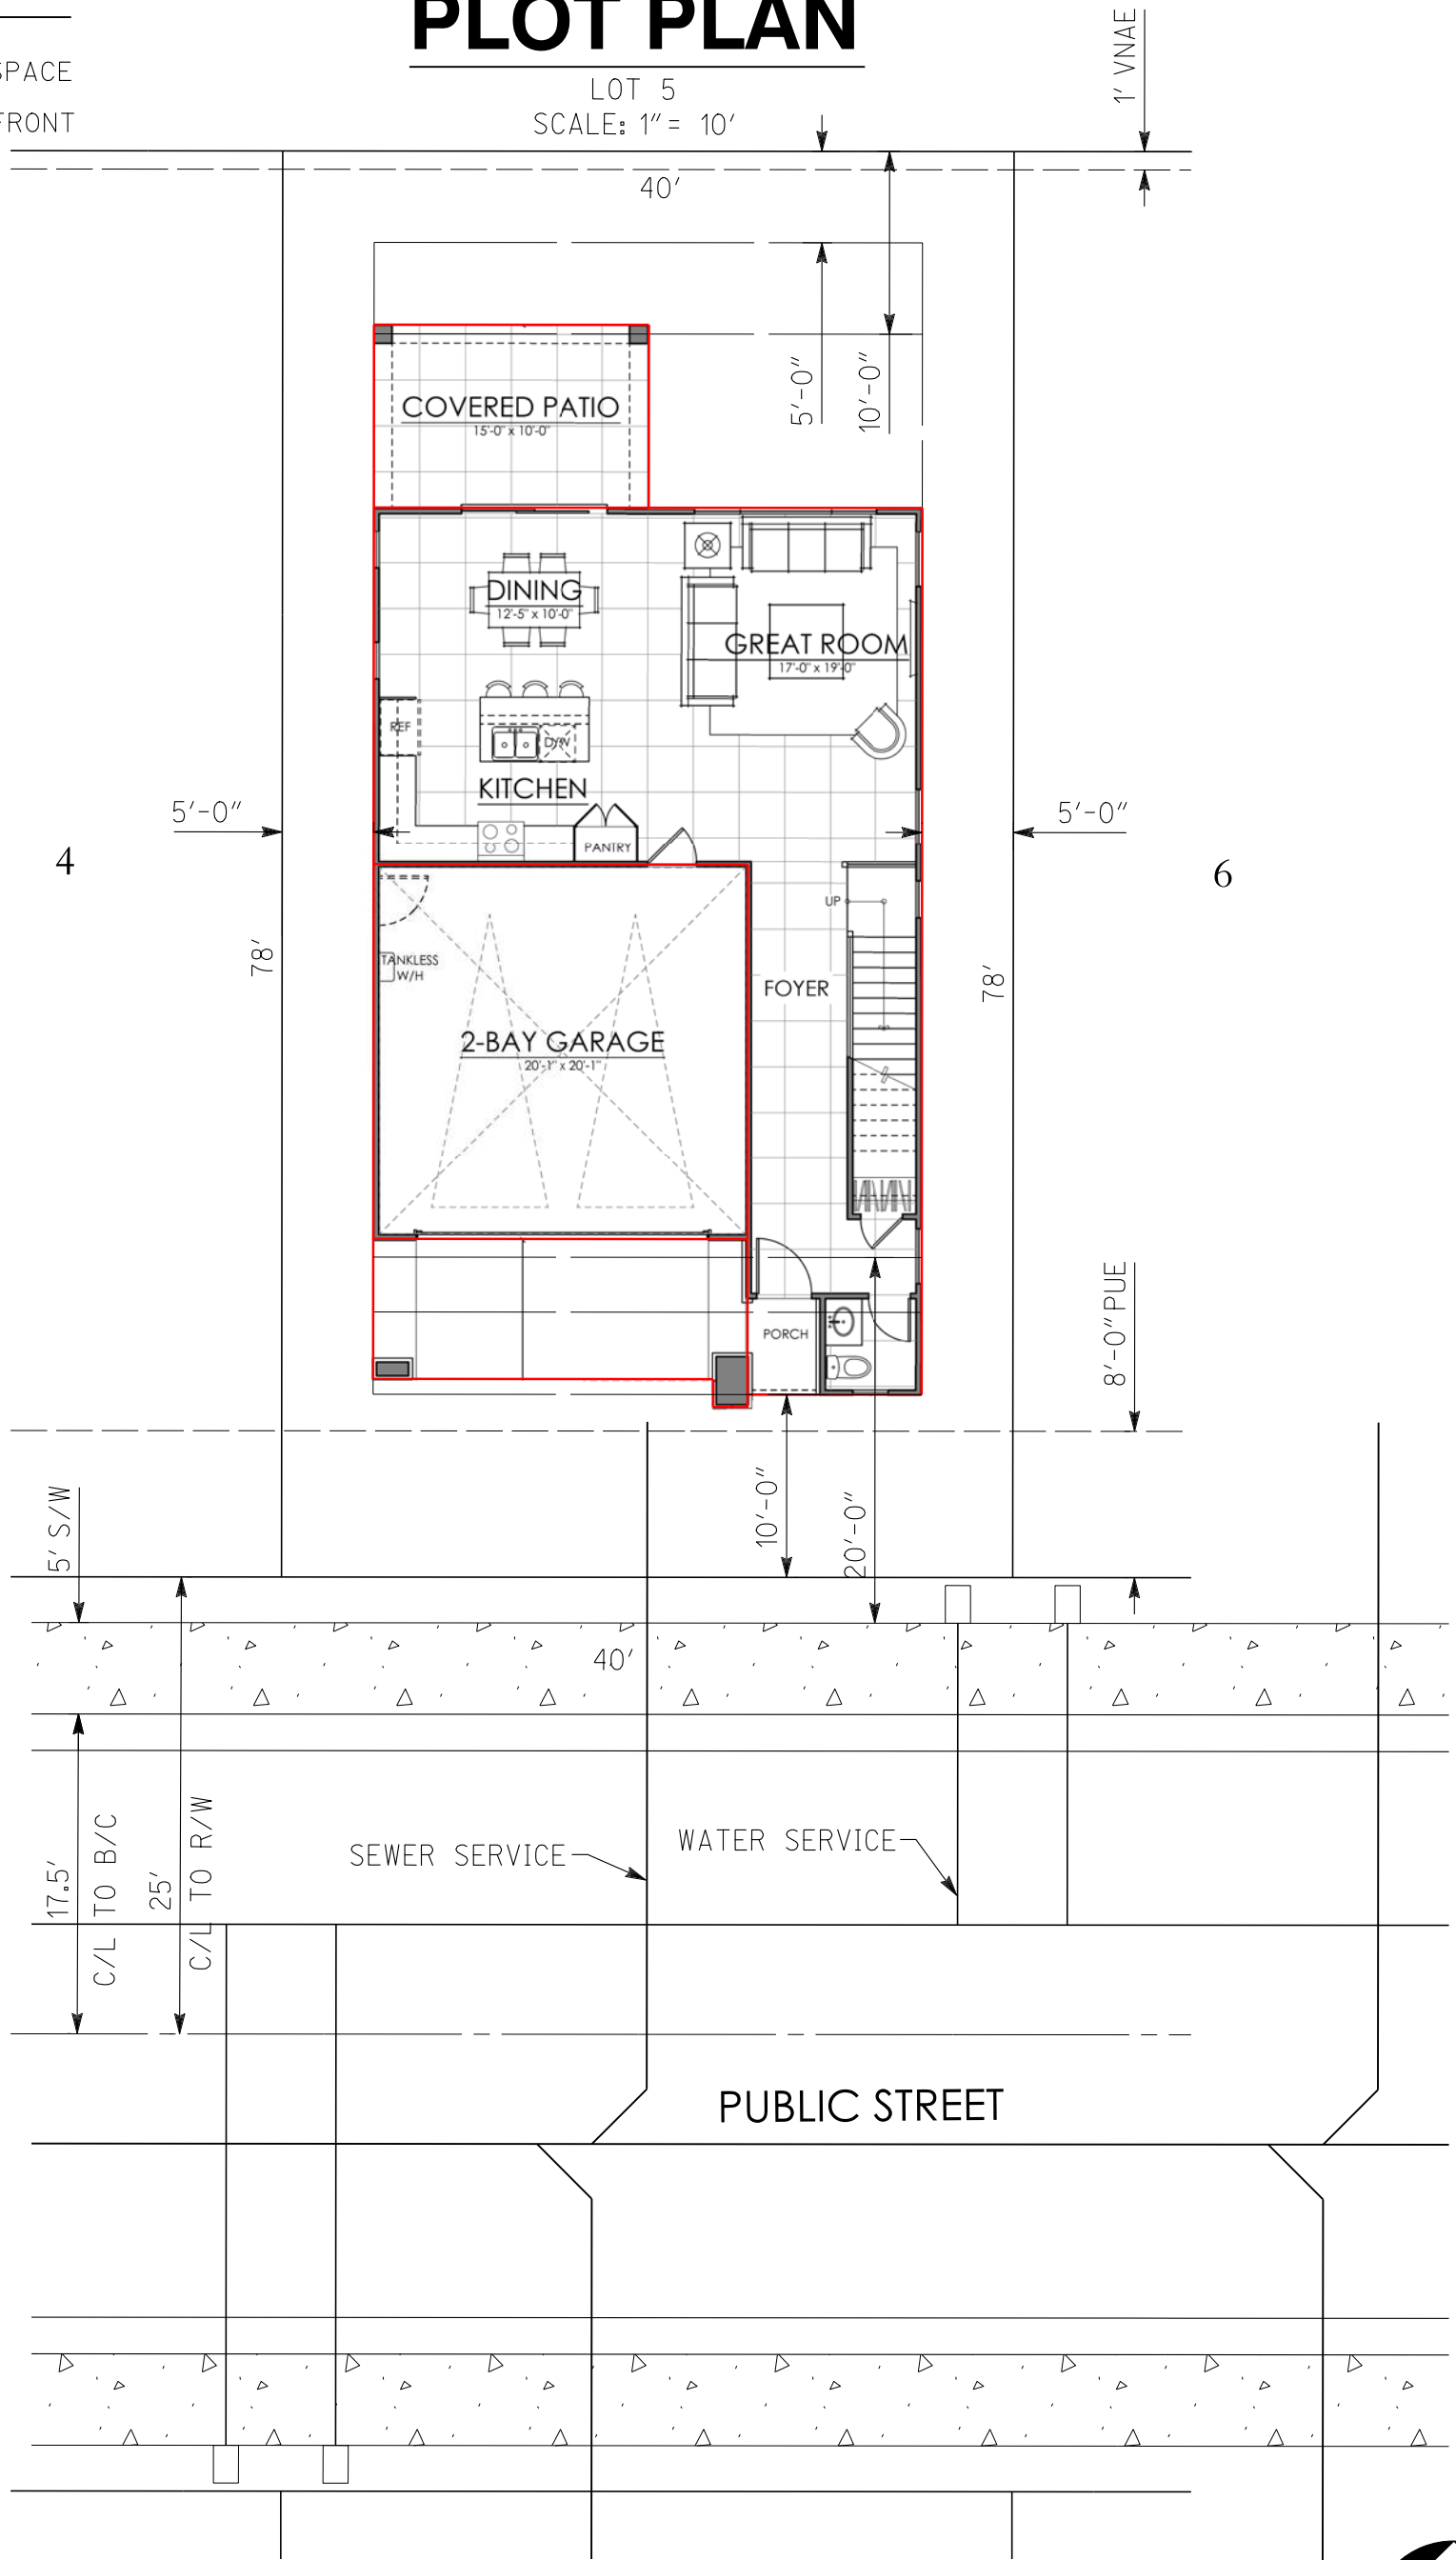 PLOT PLAN
LOT 5
SCALE: 1"= 10'
SPACE
FRONT
1' VNAE
40'
5'-0"
10'-0"
COVERED PATIO
15'-0" x 10'-0"
DINING
12'-5" x 10'-0"
GREAT ROOM
17'-0" x 19'-0"
REF
D/W
KITCHEN
PANTRY
5'-0"
5'-0"
4
6
UP
78'
78'
TANKLESS
W/H
FOYER
2-BAY GARAGE
20'-1" x 20'-1"
PORCH
8'-0" PUE
10'-0"
20'-0"
5' S/W
40'
SEWER SERVICE
WATER SERVICE
17.5'
C/L TO B/C
25'
C/L TO R/W
PUBLIC STREET